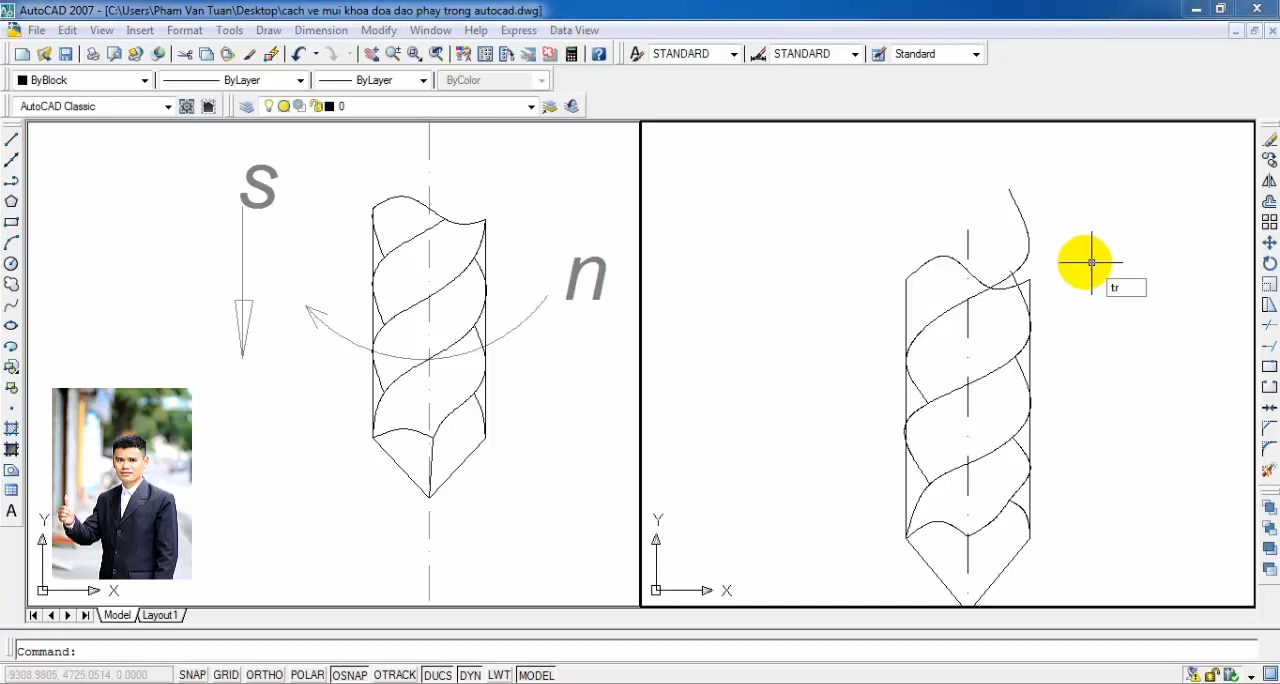 AutoCAD 2007 - [C:\Users\Pham Van Tuan\Desktop\cach ve mui khoa doa dao phay trong autocad.dwg]
File Edit View Insert Format Tools Draw Dimension Modify Window Help Express Data View
STANDARD STANDARD Standard
ByBlock ByLayer ByLayer ByColor
AutoCAD Classic 0
s
n
tr
Y Y
X X
A
Model Layout1
Command:
-9308.9805, 4725.0514, 0.0000 SNAP GRID ORTHO POLAR OSNAP OTRACK DUCS DYN LWT MODEL